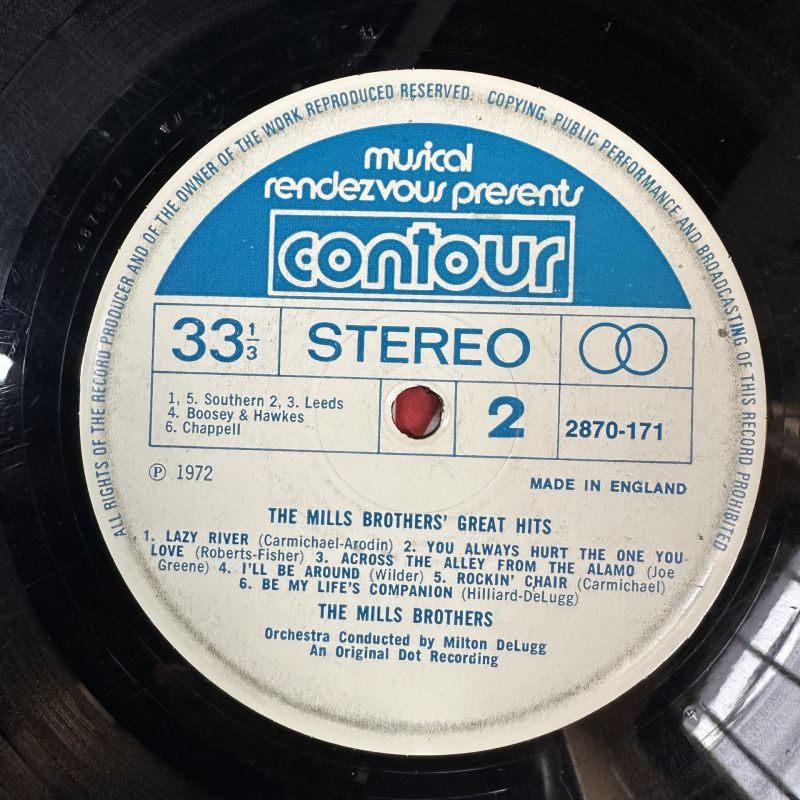 ALL RIGHTS OF THE RECORD PRODUCER AND OF THE OWNER OF THE WORK REPRODUCED RESERVED. COPYING, PUBLIC PERFORMANCE AND BROADCASTING OF THIS RECORD PROHIBITED
musical
rendezvous presents
contour
33 1/3 STEREO
1, 5. Southern 2, 3. Leeds
4. Boosey & Hawkes
6. Chappell
2 2870-171
Ⓟ 1972
MADE IN ENGLAND
THE MILLS BROTHERS' GREAT HITS
1. LAZY RIVER (Carmichael-Arodin) 2. YOU ALWAYS HURT THE ONE YOU
LOVE (Roberts-Fisher) 3. ACROSS THE ALLEY FROM THE ALAMO (Joe
Greene) 4. I'LL BE AROUND (Wilder) 5. ROCKIN' CHAIR (Carmichael)
6. BE MY LIFE'S COMPANION (Hilliard-DeLugg)
THE MILLS BROTHERS
Orchestra Conducted by Milton DeLugg
An Original Dot Recording